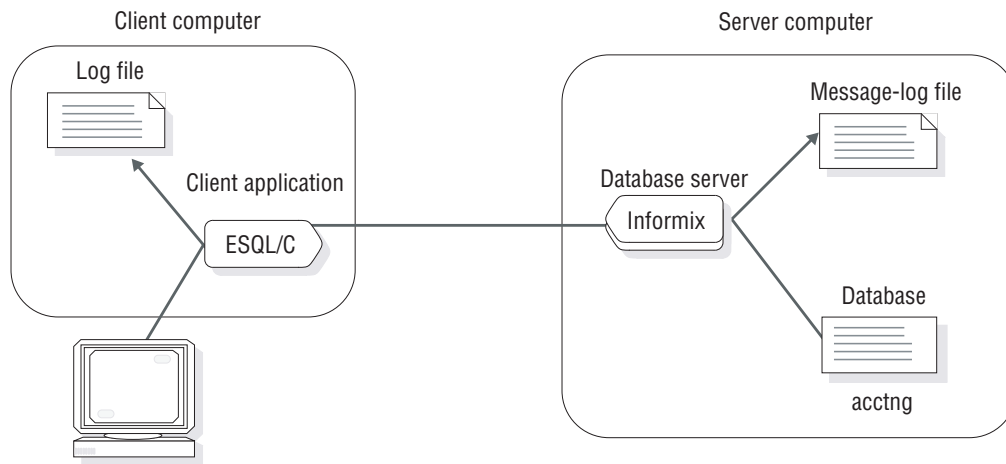 Client computer
Server computer
Log file
Message-log file
Client application
Database server
ESQL/C
Informix
Database
acctng